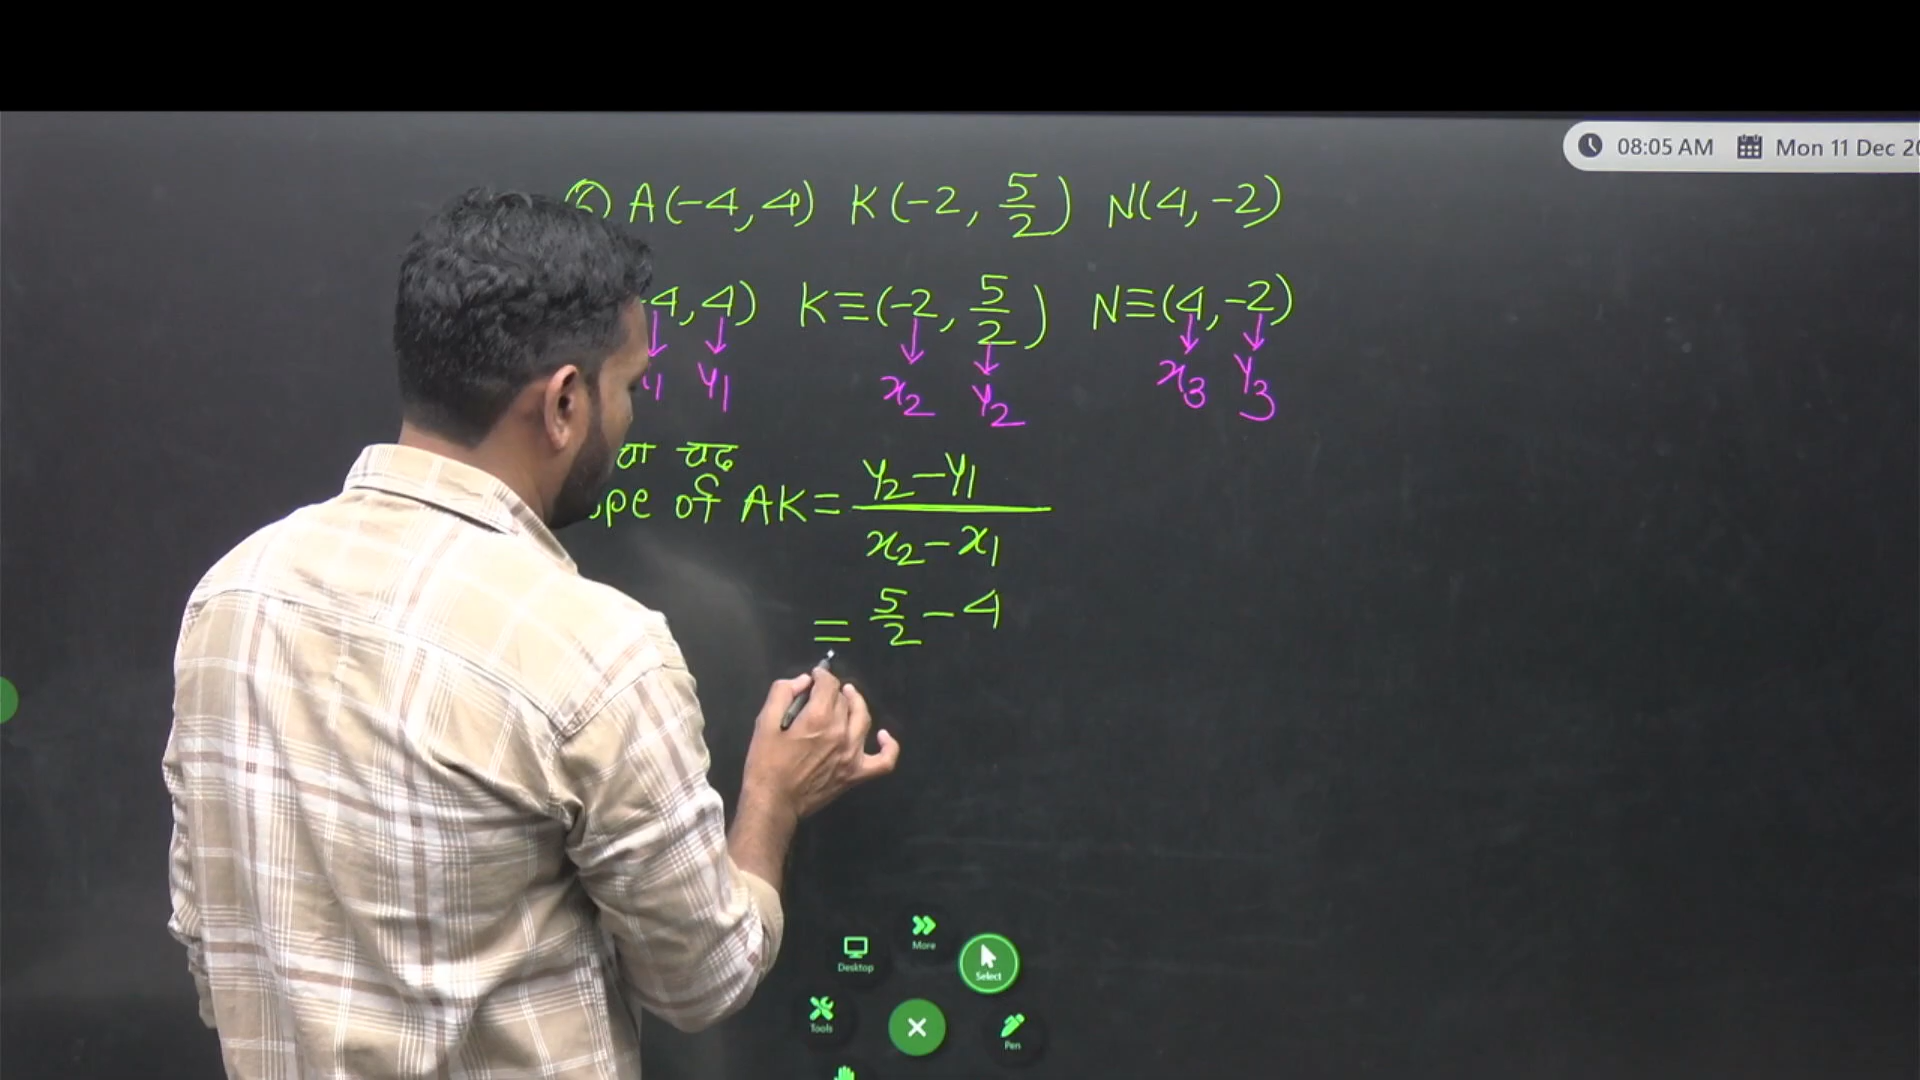 08:05 AM Mon 11 Dec
A(-4,4) K(-2, 5/2) N(4,-2)
4,4) K≡(-2, 5/2) N≡(4,-2)
y1 x2 y2 x3 y3
चा चढ
of AK = y2-y1 / x2-x1
= 5/2 - 4
More
Desktop
Select
Tools
Pen